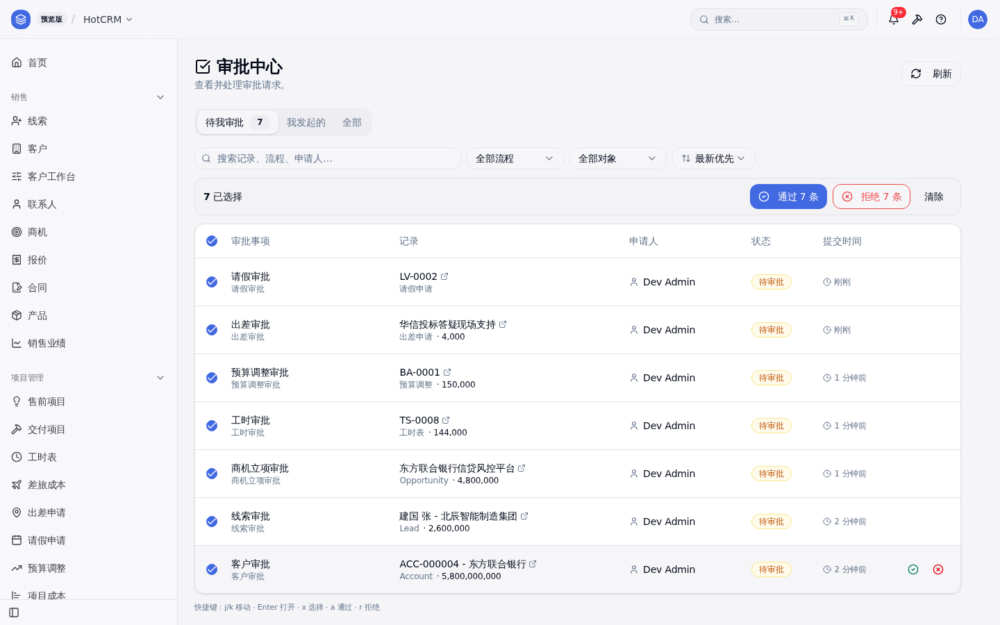 预览版 / HotCRM
搜索... ⌘K
9+
DA
首页
销售
线索
客户
客户工作台
联系人
商机
报价
合同
产品
销售业绩
项目管理
售前项目
交付项目
工时表
差旅成本
出差申请
请假申请
预算调整
项目成本
审批中心
查看并处理审批请求。
刷新
待我审批 7 我发起的 全部
搜索记录、流程、申请人... 全部流程 全部对象 最新优先
7 已选择 通过 7 条 拒绝 7 条 清除
审批事项 记录 申请人 状态 提交时间
请假审批 LV-0002 Dev Admin 待审批 刚刚
请假审批 请假申请
出差审批 华信投标答疑现场支持 Dev Admin 待审批 刚刚
出差审批 出差申请 · 4,000
预算调整审批 BA-0001 Dev Admin 待审批 1 分钟前
预算调整审批 预算调整 · 150,000
工时审批 TS-0008 Dev Admin 待审批 1 分钟前
工时审批 工时表 · 144,000
商机立项审批 东方联合银行信贷风控平台 Dev Admin 待审批 1 分钟前
商机立项审批 Opportunity · 4,800,000
线索审批 建国 张 - 北辰智能制造集团 Dev Admin 待审批 2 分钟前
线索审批 Lead · 2,600,000
客户审批 ACC-000004 - 东方联合银行 Dev Admin 待审批 2 分钟前
客户审批 Account · 5,800,000,000
快捷键：j/k 移动 · Enter 打开 · x 选择 · a 通过 · r 拒绝